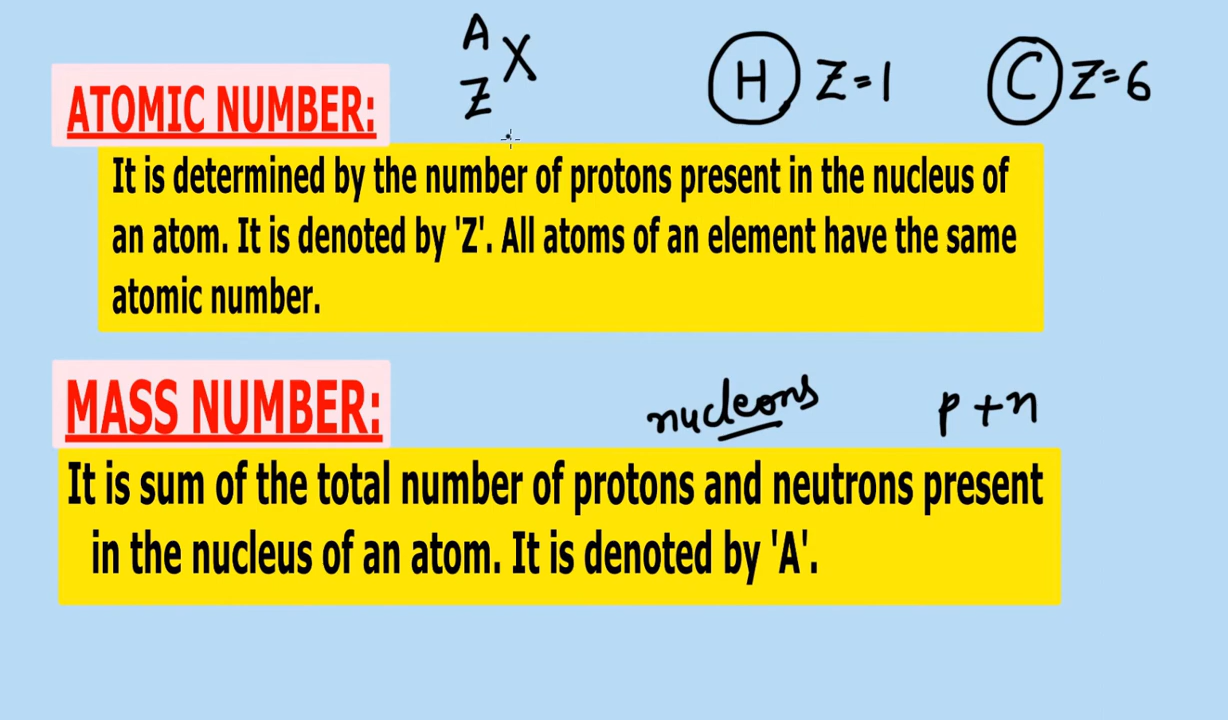 A
X
Z
H Z=1
C Z=6
ATOMIC NUMBER:
It is determined by the number of protons present in the nucleus of
an atom. It is denoted by 'Z'. All atoms of an element have the same
atomic number.
MASS NUMBER:
nucleons
p+n
It is sum of the total number of protons and neutrons present
in the nucleus of an atom. It is denoted by 'A'.